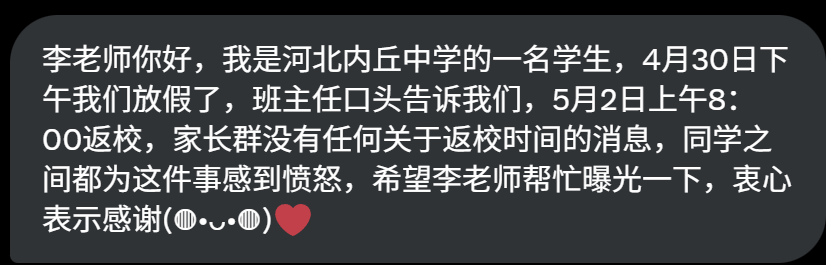 李老师你好，我是河北内丘中学的一名学生，4月30日下
午我们放假了，班主任口头告诉我们，5月2日上午8：
00返校，家长群没有任何关于返校时间的消息，同学之
间都为这件事感到愤怒，希望李老师帮忙曝光一下，衷心
表示感谢(◍•ᴗ•◍)❤️